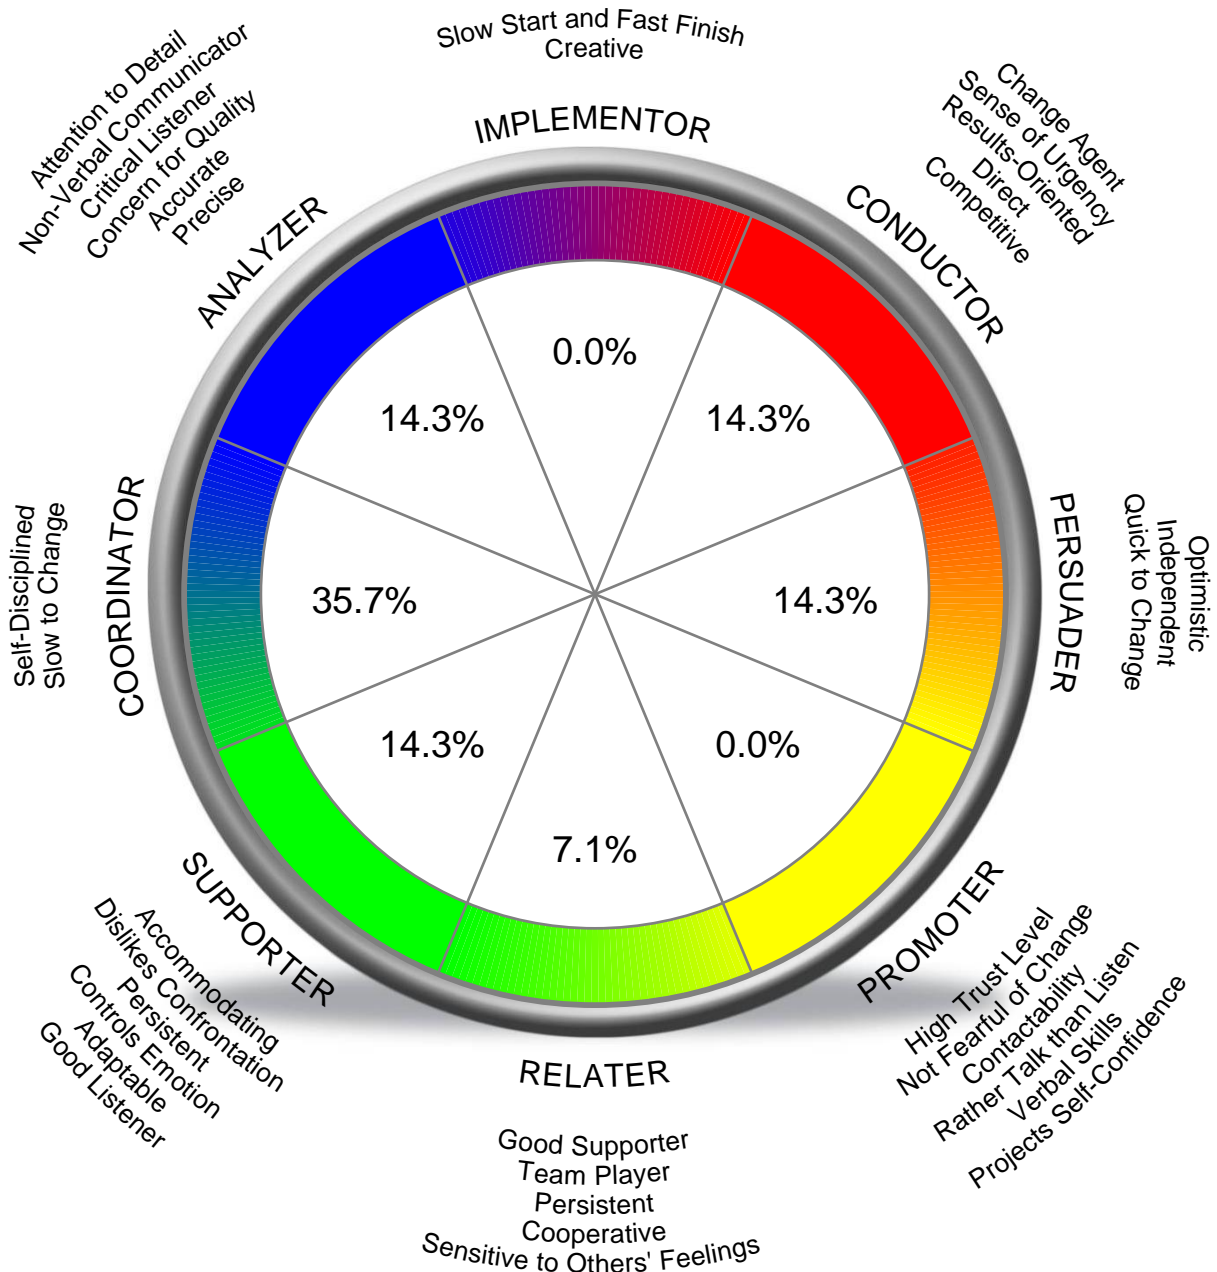 Slow Start and Fast Finish
Creative
IMPLEMENTOR
Attention to Detail
Non-Verbal Communicator
Critical Listener
Concern for Quality
Accurate
Precise
ANALYZER
Change Agent
Sense of Urgency
Results-Oriented
Direct
Competitive
CONDUCTOR
0.0%
14.3%
14.3%
Self-Disciplined
Slow to Change
COORDINATOR
35.7%
14.3%
PERSUADER
Optimistic
Independent
Quick to Change
14.3%
0.0%
7.1%
SUPPORTER
Accommodating
Dislikes Confrontation
Persistent
Controls Emotion
Adaptable
Good Listener
PROMOTER
High Trust Level
Not Fearful of Change
Contactability
Rather Talk than Listen
Verbal Skills
Projects Self-Confidence
RELATER
Good Supporter
Team Player
Persistent
Cooperative
Sensitive to Others' Feelings